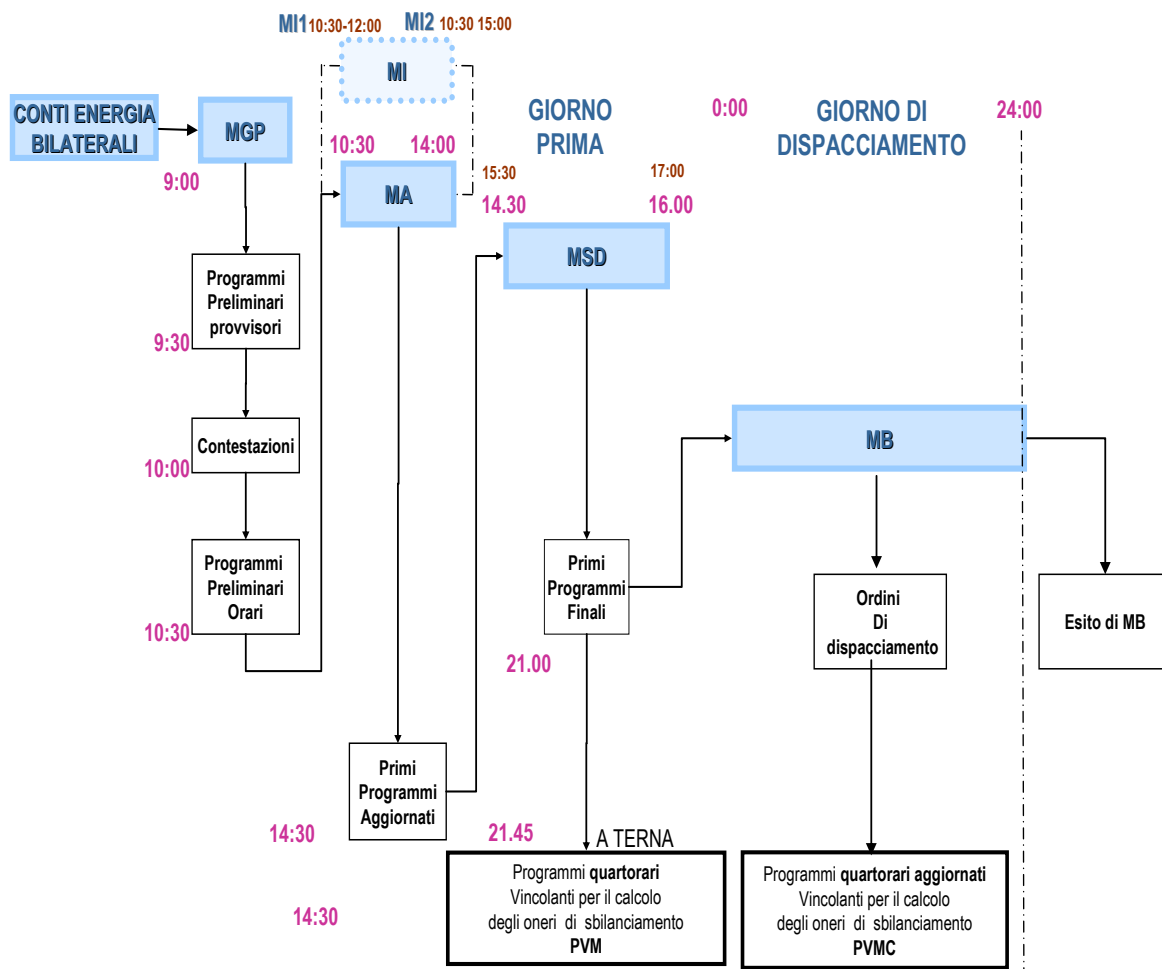 MI1 10:30-12:00
MI2 10:30 15:00
MI
CONTI ENERGIA
BILATERALI
MGP
9:00
10:30
14:00
MA
GIORNO
PRIMA
0:00
GIORNO DI
DISPACCIAMENTO
24:00
15:30
17:00
14.30
16.00
MSD
Programmi
Preliminari
provvisori
9:30
Contestazioni
10:00
MB
Programmi
Preliminari
Orari
10:30
Primi
Programmi
Finali
21.00
Ordini
Di
dispacciamento
Esito di MB
Primi
Programmi
Aggiornati
14:30
21.45
A TERNA
14:30
Programmi quartorari
Vincolanti per il calcolo
degli oneri di sbilanciamento
PVM
Programmi quartorari aggiornati
Vincolanti per il calcolo
degli oneri di sbilanciamento
PVMC